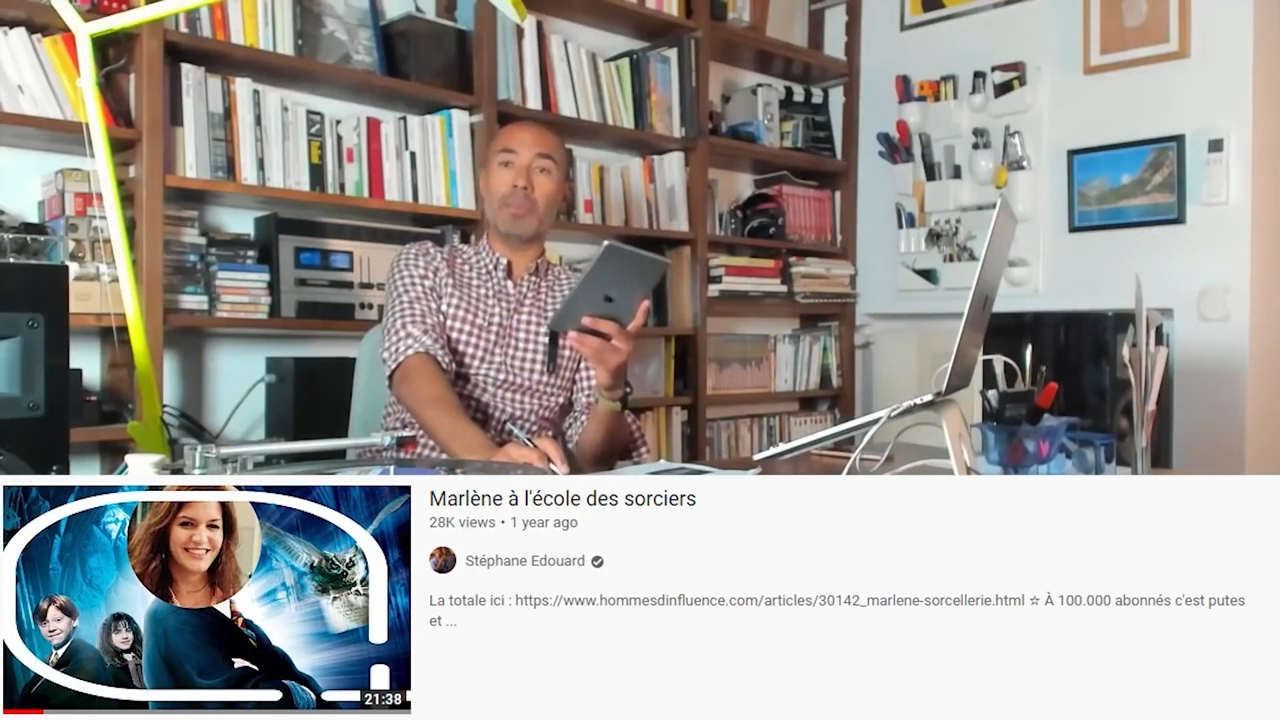 21:38
Marlène à l'école des sorciers
28K views • 1 year ago
Stéphane Edouard
La totale ici : https://www.hommesdinfluence.com/articles/30142_marlene-sorcellerie.html ☆ À 100.000 abonnés c'est putes
et ...